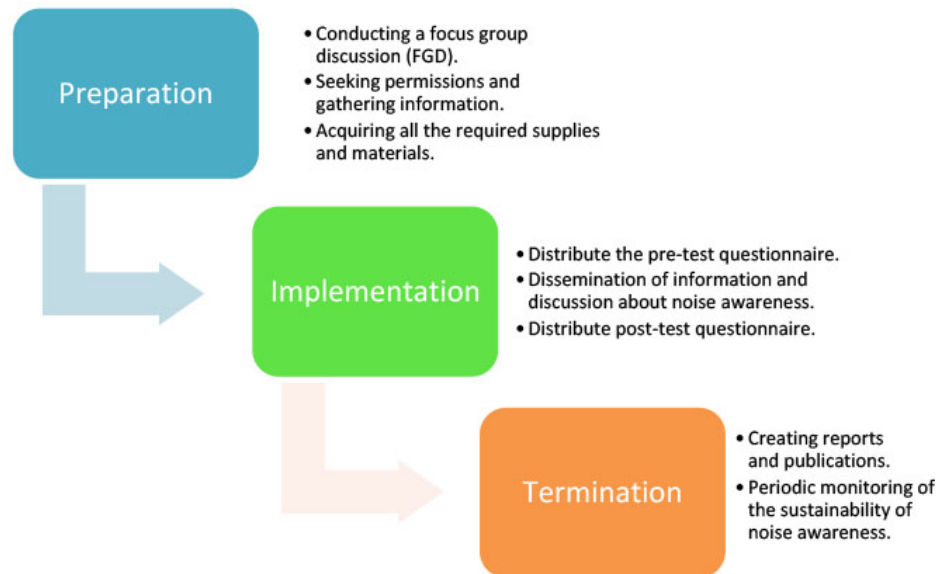 Preparation
• Conducting a focus group
discussion (FGD).
• Seeking permissions and
gathering information.
• Acquiring all the required supplies
and materials.
Implementation
• Distribute the pre-test questionnaire.
• Dissemination of information and
discussion about noise awareness.
• Distribute post-test questionnaire.
Termination
• Creating reports
and publications.
• Periodic monitoring of
the sustainability of
noise awareness.